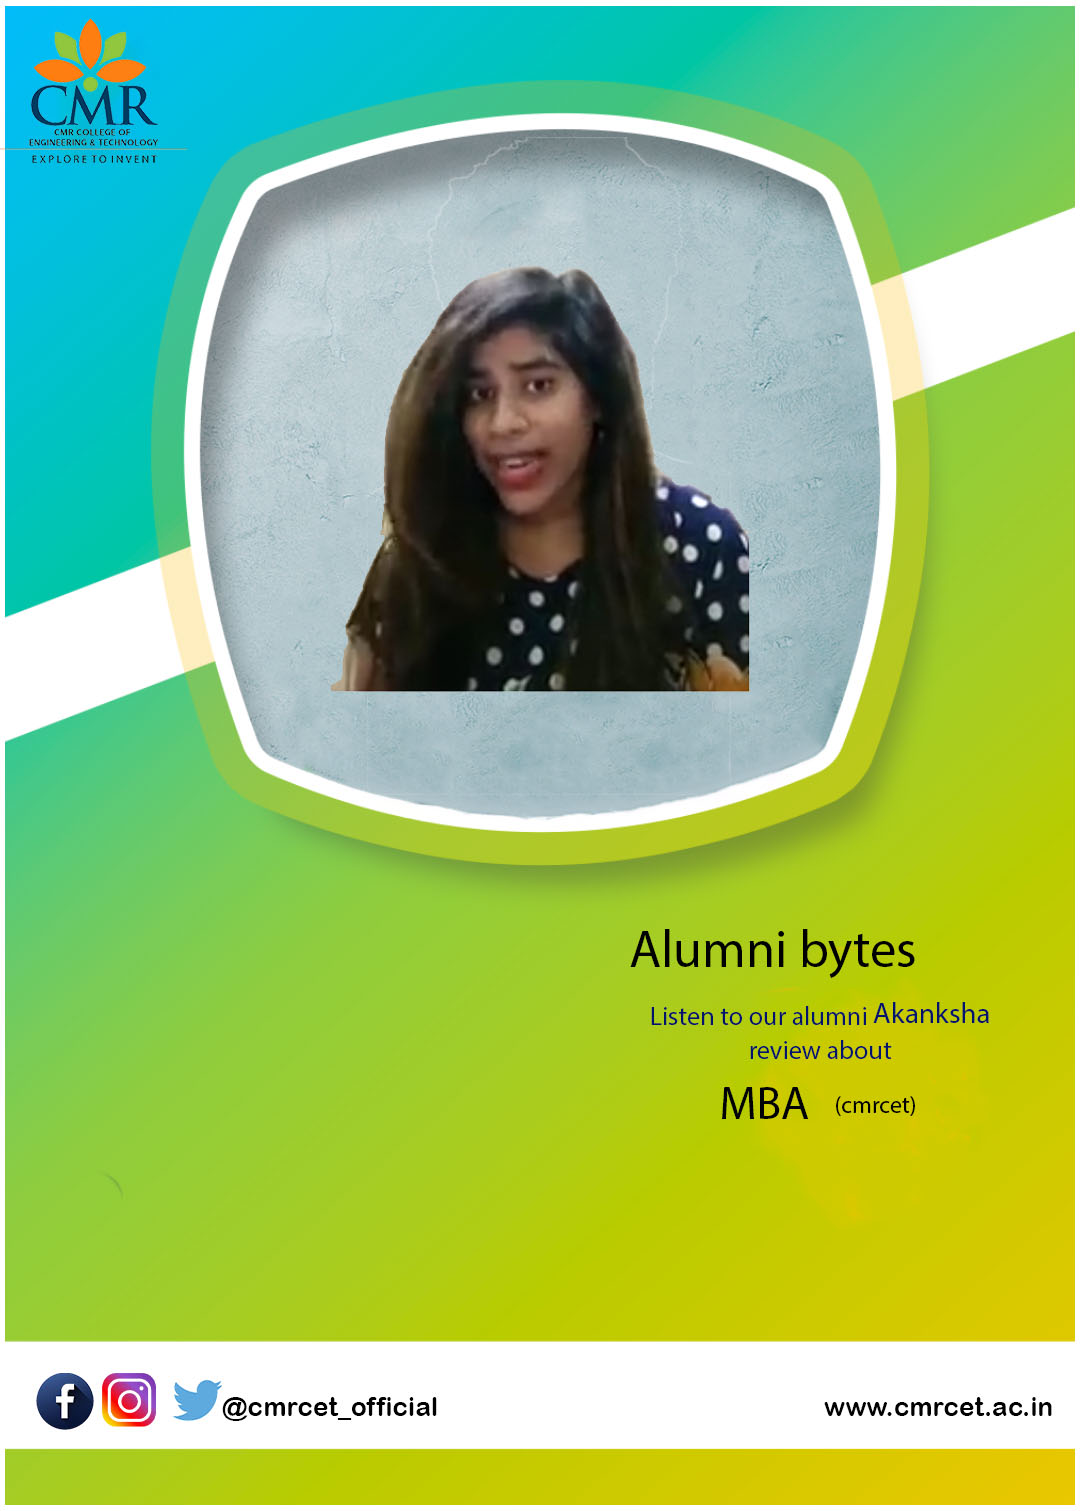 CMR
CMR COLLEGE OF
ENGINEERING & TECHNOLOGY
EXPLORE TO INVENT
Alumni bytes
Listen to our alumni Akanksha
review about
MBA (cmrcet)
@cmrcet_official
www.cmrcet.ac.in